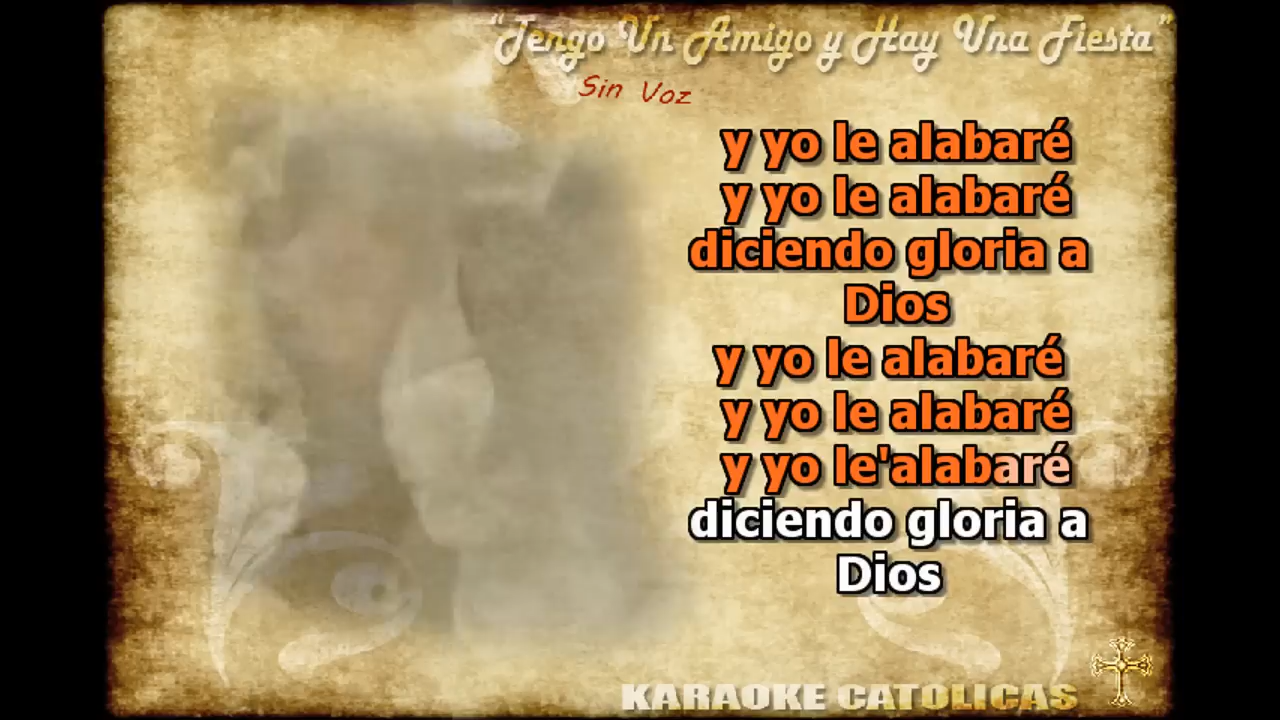 "Tengo Un Amigo y Hay Una Fiesta"
Sin Voz
y yo le alabaré
y yo le alabaré
diciendo gloria a
Dios
y yo le alabaré
y yo le alabaré
y yo le'alabaré
diciendo gloria a
Dios
KARAOKE CATOLICAS